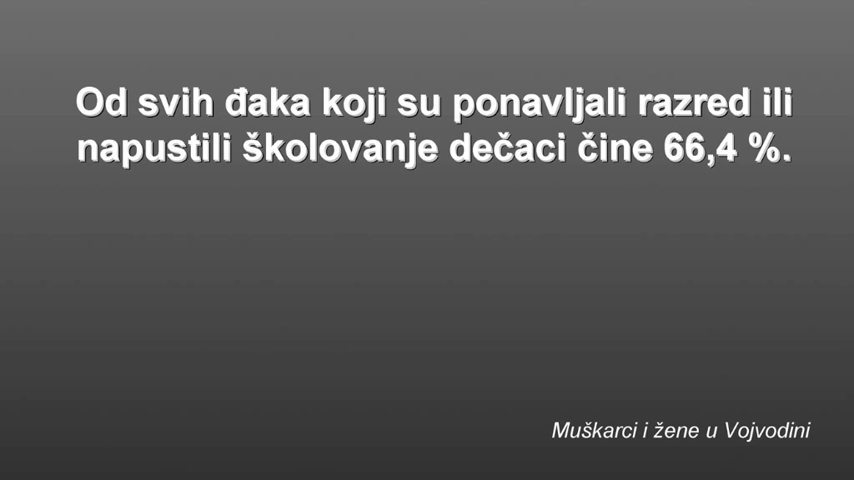 Od svih đaka koji su ponavljali razred ili
napustili školovanje dečaci čine 66,4 %.
Muškarci i žene u Vojvodini